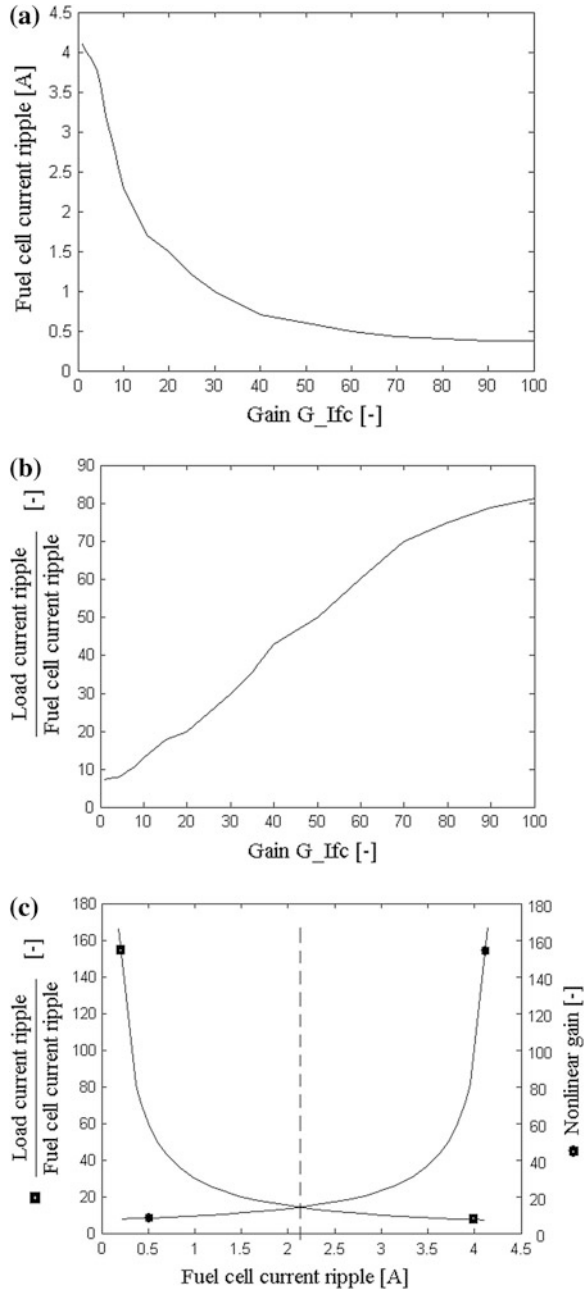 (a)
Fuel cell current ripple [A]
4.5
4
3.5
3
2.5
2
1.5
1
0.5
0
0 10 20 30 40 50 60 70 80 90 100
Gain G_Ifc [-]
(b)
Load current ripple
Fuel cell current ripple
[-]
90
80
70
60
50
40
30
20
10
0
0 10 20 30 40 50 60 70 80 90 100
Gain G_Ifc [-]
(c)
Load current ripple
Fuel cell current ripple
[-]
180
160
140
120
100
80
60
40
20
0
180
160
140
120
100
80
60
40
20
0
Nonlinear gain [-]
0 0.5 1 1.5 2 2.5 3 3.5 4 4.5
Fuel cell current ripple [A]